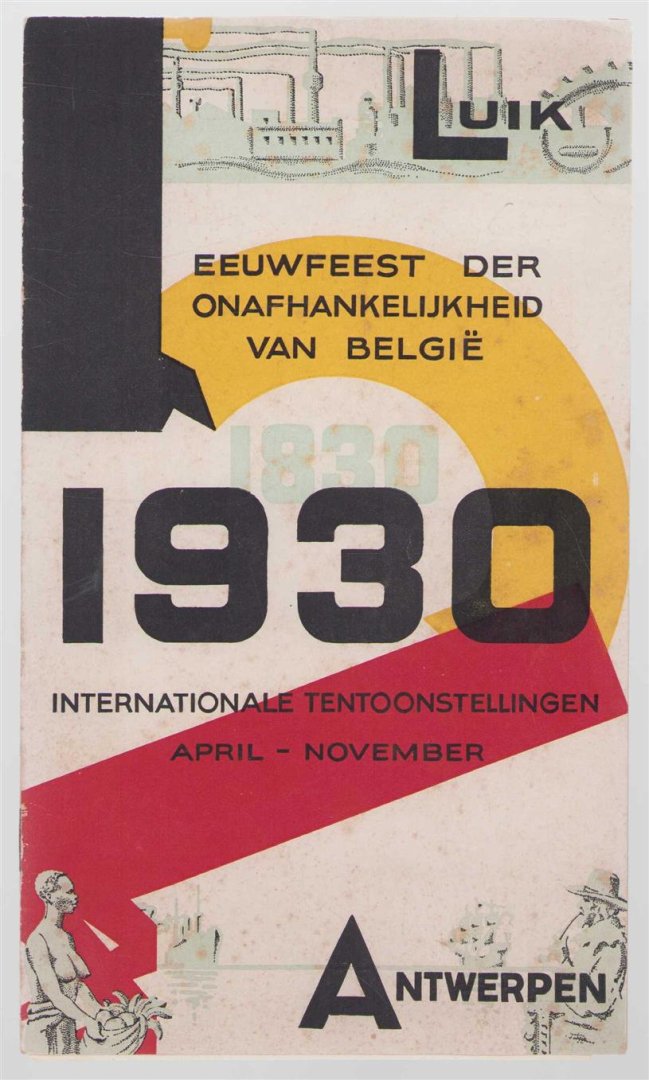 LUIK
EEUWFEEST DER
ONAFHANKELIJKHEID
VAN BELGIË
1830
1930
INTERNATIONALE TENTOONSTELLINGEN
APRIL - NOVEMBER
ANTWERPEN